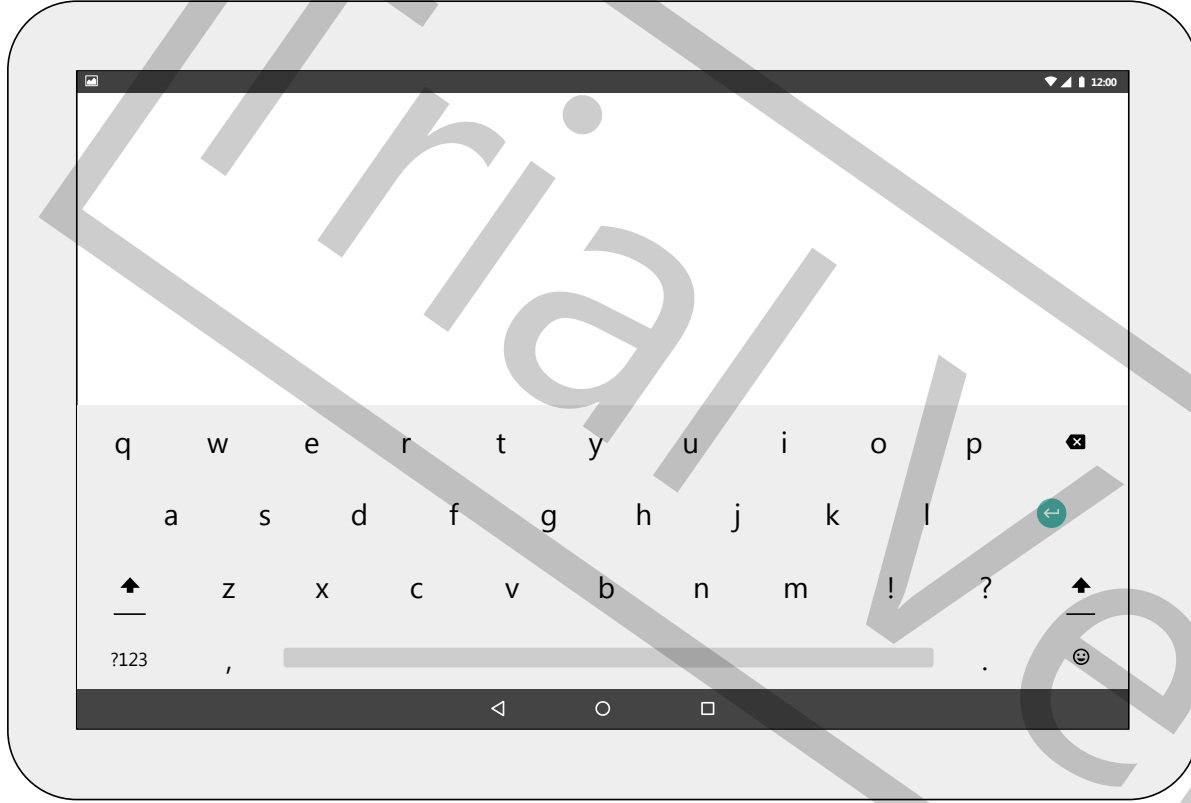 12:00
Trial Ve
q w e r t y u i o p
a s d f g h j k l
z x c v b n m ! ?
?123 , .